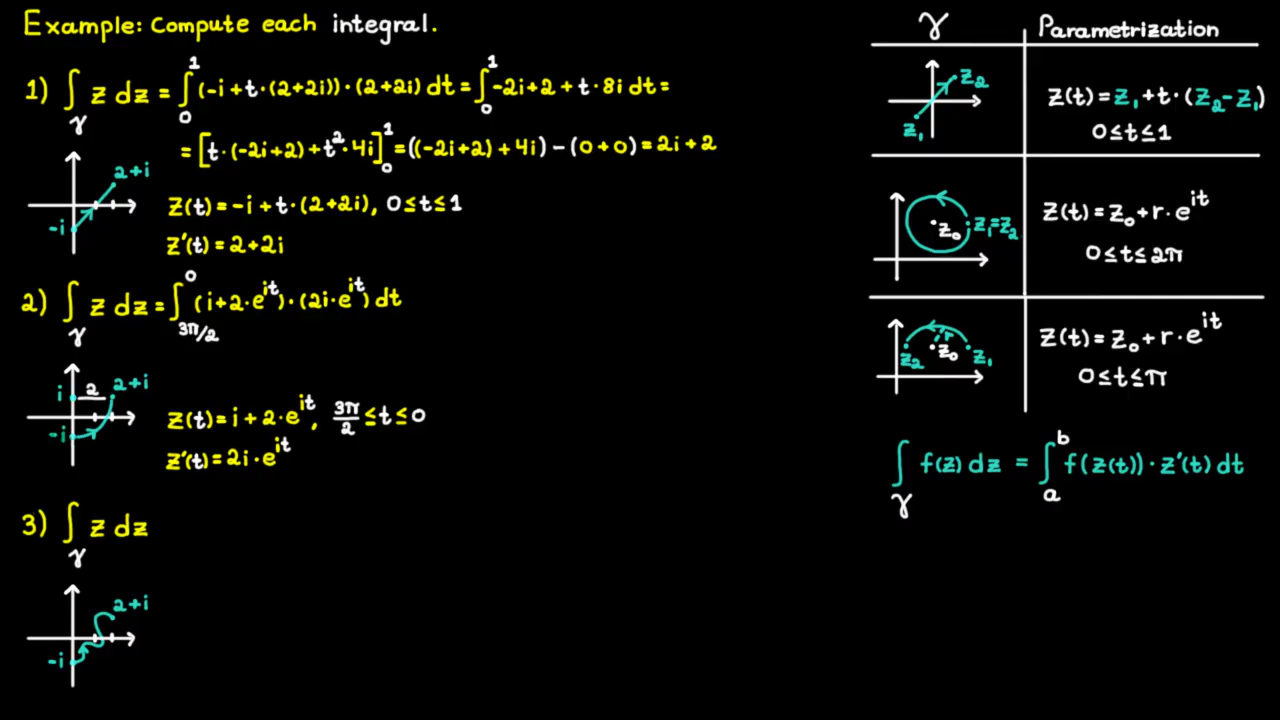 Example: Compute each integral.
1) ∫_γ z dz = ∫_0^1 (-i+t·(2+2i))·(2+2i) dt = ∫_0^1 -2i+2+t·8i dt =
= [t·(-2i+2)+t²·4i]_0^1 = ((-2i+2)+4i)-(0+0) = 2i+2
2+i
-i
z(t)=-i+t·(2+2i), 0≤t≤1
z'(t)=2+2i
2) ∫_γ z dz = ∫_{3π/2}^0 (i+2·e^{it})·(2i·e^{it}) dt
i 2 2+i
-i
z(t)=i+2·e^{it}, 3π/2 ≤t≤0
z'(t)=2i·e^{it}
3) ∫_γ z dz
2+i
-i
γ Parametrization
z₂
z₁
z(t)=z₁+t·(z₂-z₁)
0≤t≤1
z₀ z₁=z₂
z(t)=z₀+r·e^{it}
0≤t≤2π
z₂ r z₀ z₁
z(t)=z₀+r·e^{it}
0≤t≤π
∫_γ f(z) dz = ∫_a^b f(z(t))·z'(t) dt